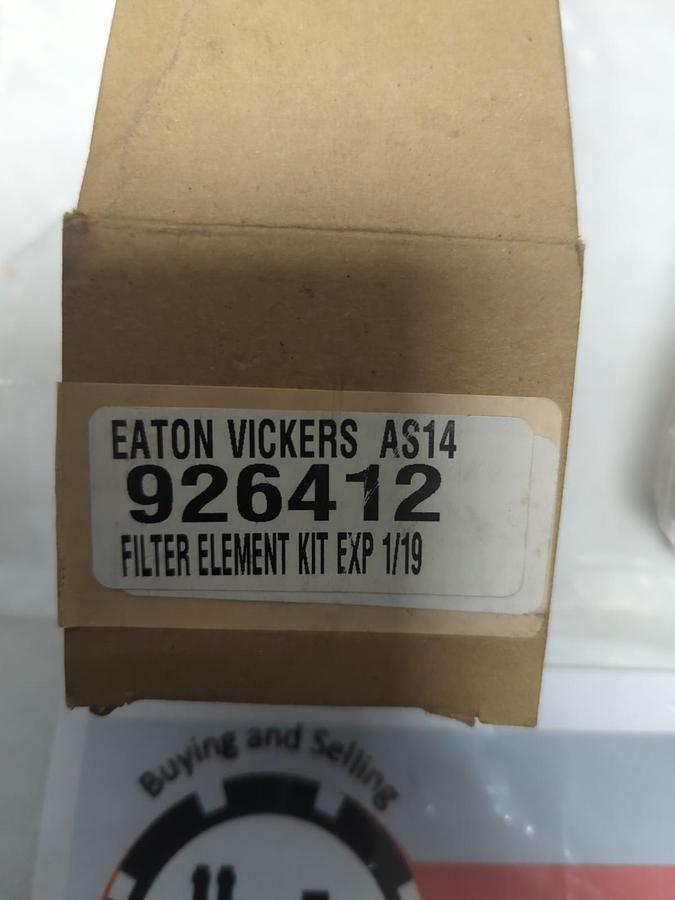 EATON VICKERS AS14
926412
FILTER ELEMENT KIT EXP 1/19
Buying and Selling